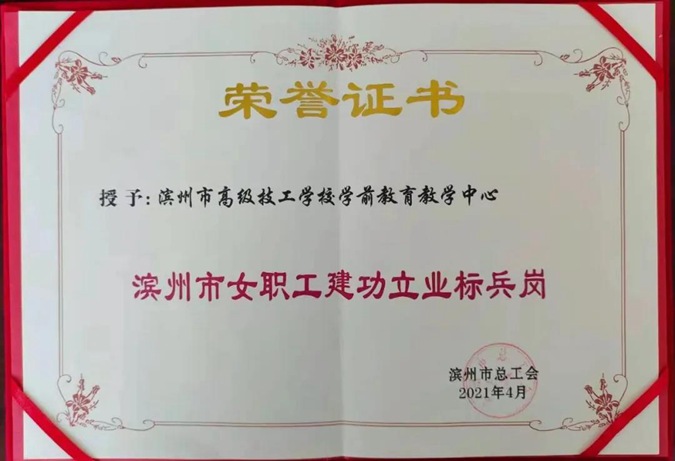 荣誉证书
授予:滨州市高级技工学校学前教育教学中心
滨州市女职工建功立业标兵岗
滨州市总工会
2021年4月